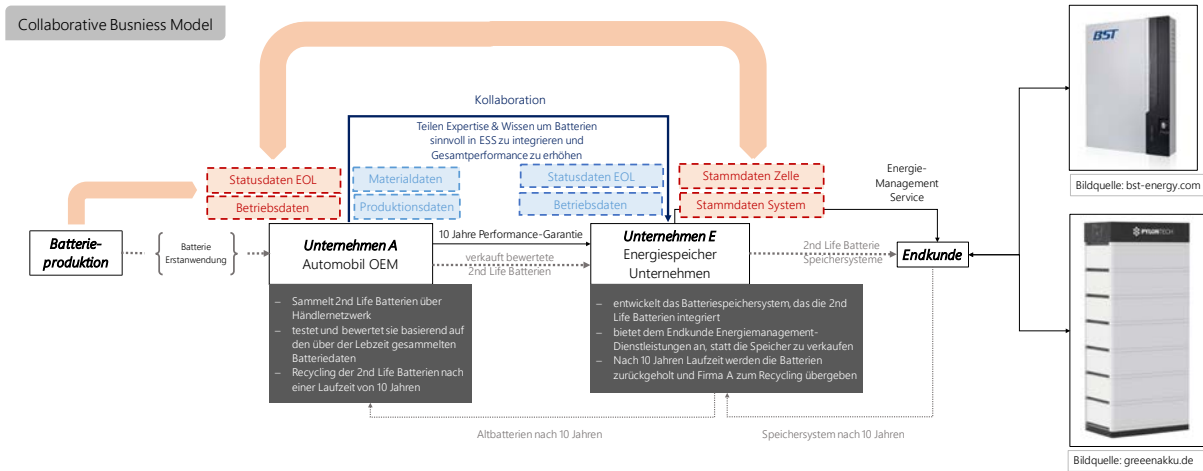 Collaborative Busniess Model
Kollaboration
Teilen Expertise & Wissen um Batterien
sinnvoll in ESS zu integrieren und
Gesamtperformance zu erhöhen
Statusdaten EOL
Betriebsdaten
Materialdaten
Produktionsdaten
Statusdaten EOL
Betriebsdaten
Stammdaten Zelle
Stammdaten System
Energie-
Management
Service
Batterie-
produktion
Batterie
Erstanwendung
Unternehmen A
Automobil OEM
10 Jahre Performance-Garantie
verkauft bewertete
2nd Life Batterien
Unternehmen E
Energiespeicher
Unternehmen
2nd Life Batterie
Speichersysteme
Endkunde
– Sammelt 2nd Life Batterien über
Händlernetzwerk
– testet und bewertet sie basierend auf
den über der Lebzeit gesammelten
Batteriedaten
– Recycling der 2nd Life Batterien nach
einer Laufzeit von 10 Jahren
– entwickelt das Batteriespeichersystem, das die 2nd
Life Batterien integriert
– bietet dem Endkunde Energiemanagement-
Dienstleistungen an, statt die Speicher zu verkaufen
– Nach 10 Jahren Laufzeit werden die Batterien
zurückgeholt und Firma A zum Recycling übergeben
Altbatterien nach 10 Jahren
Speichersystem nach 10 Jahren
BST
Bildquelle: bst-energy.com
PYLONTECH
Bildquelle: greeenakku.de